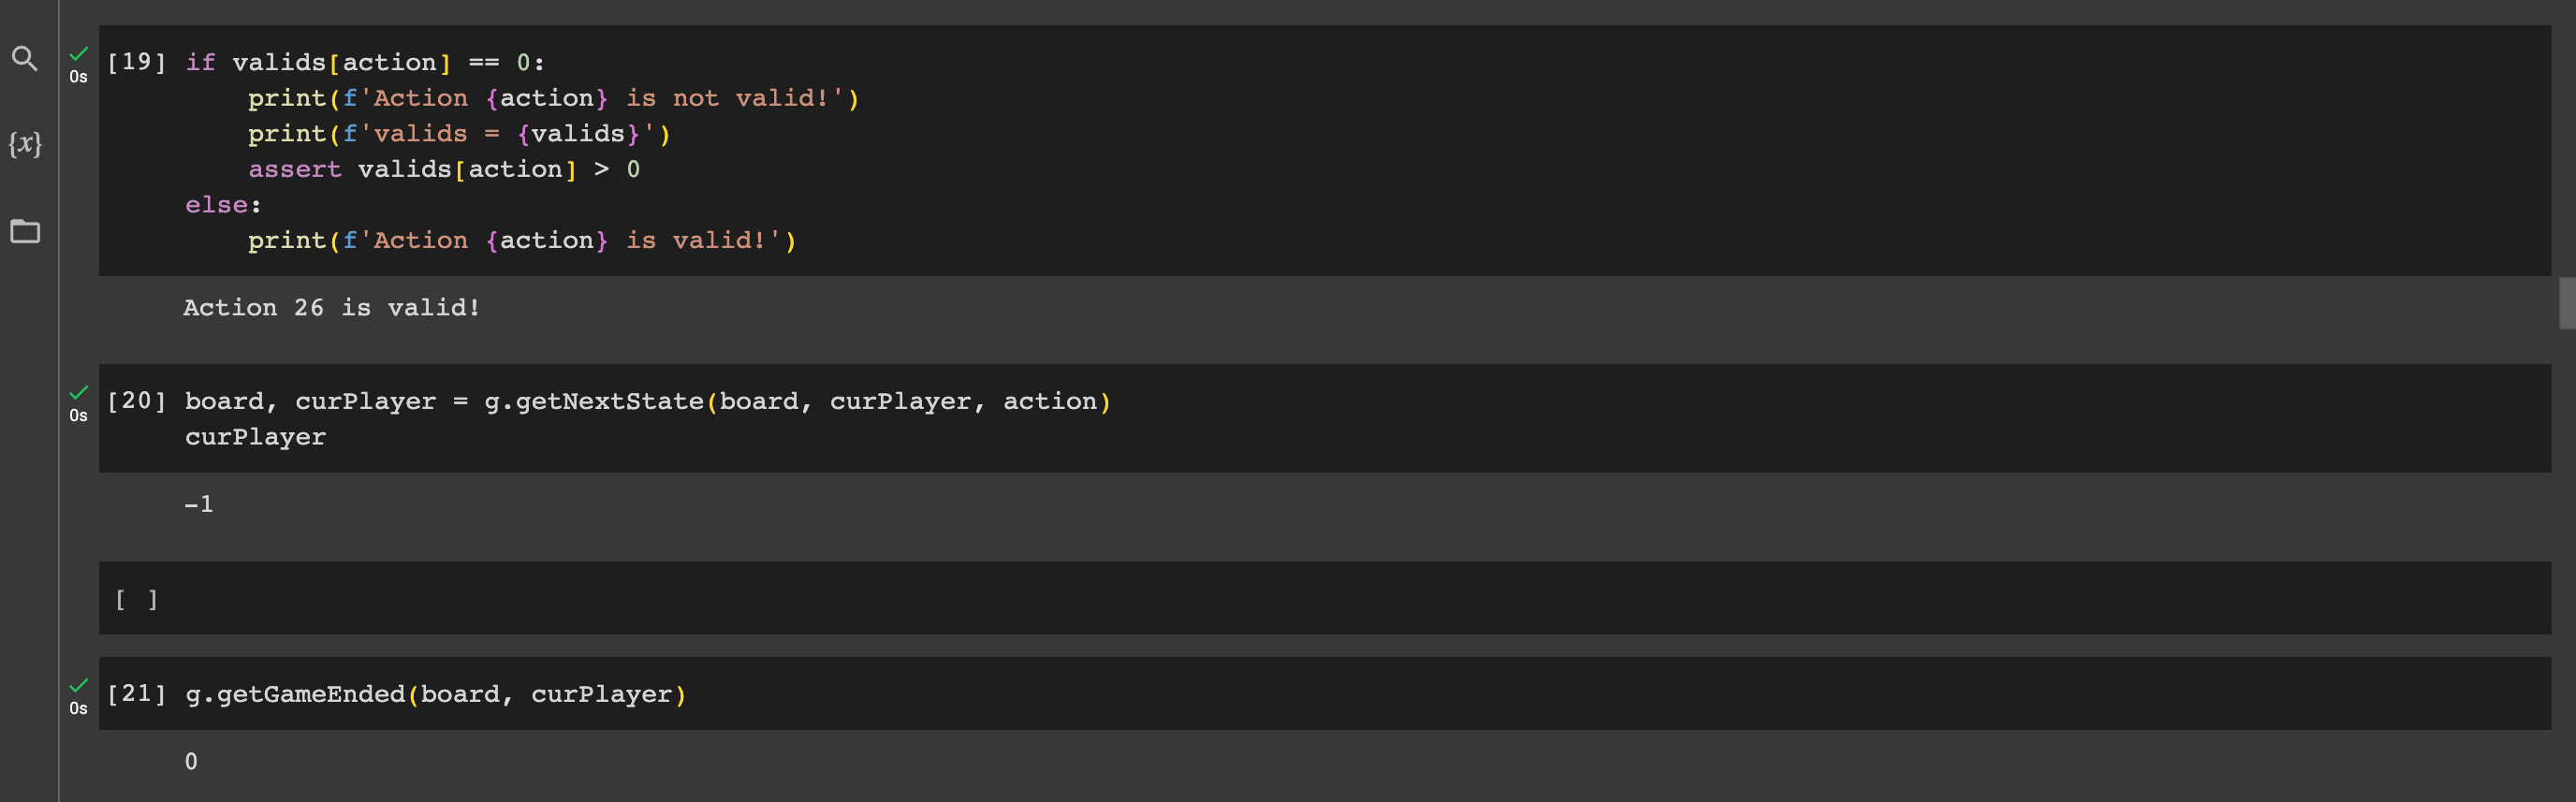 {x}
0s
[19] if valids[action] == 0:
    print(f'Action {action} is not valid!')
    print(f'valids = {valids}')
    assert valids[action] > 0
else:
    print(f'Action {action} is valid!')
Action 26 is valid!
0s
[20] board, curPlayer = g.getNextState(board, curPlayer, action)
curPlayer
-1
[ ]
0s
[21] g.getGameEnded(board, curPlayer)
0